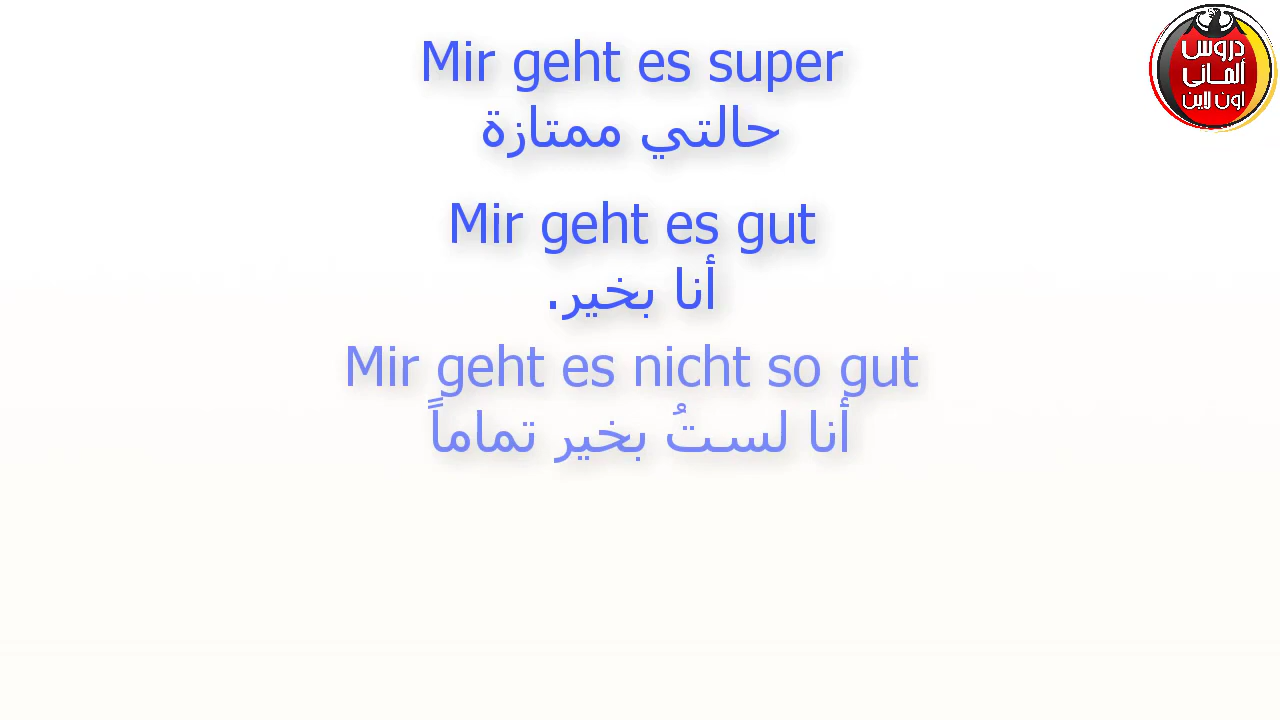 Mir geht es super
حالتي ممتازة
Mir geht es gut
أنا بخير.
Mir geht es nicht so gut
أنا لستُ بخير تماماً
دروس
ألمانى
اون لاين